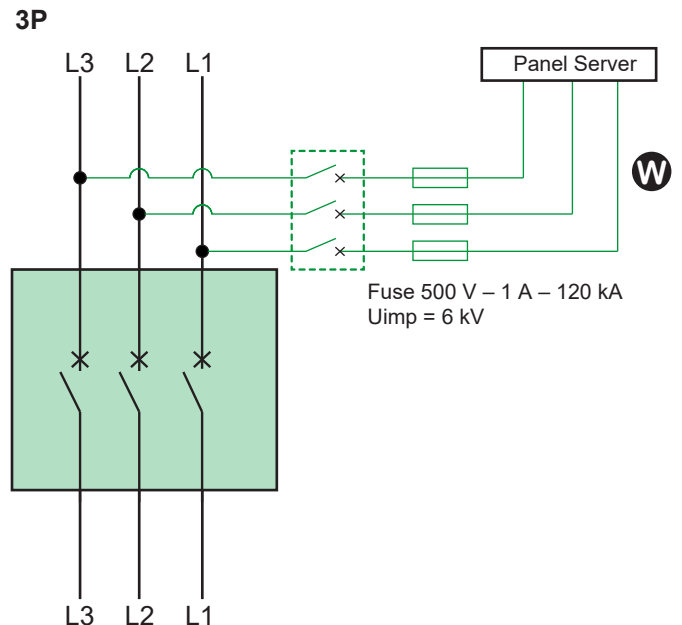 3P
L3 L2 L1
Panel Server
W
Fuse 500 V – 1 A – 120 kA
Uimp = 6 kV
L3 L2 L1